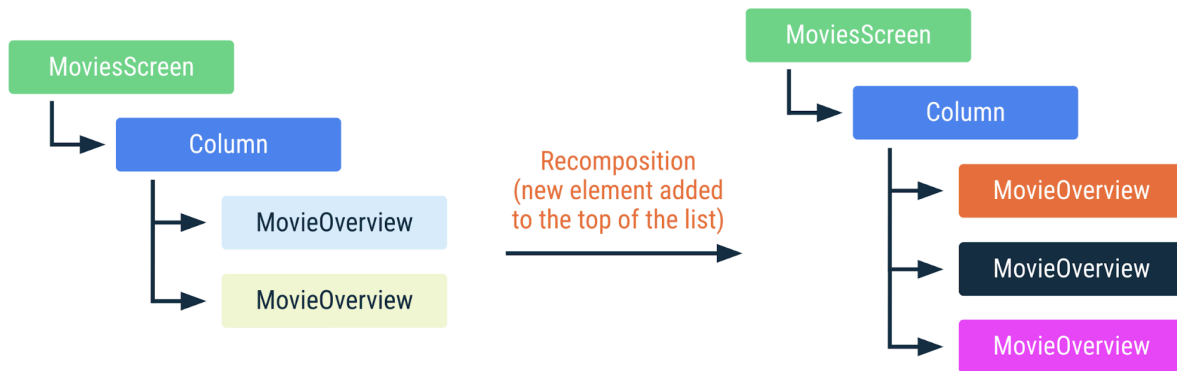 MoviesScreen
Column
MovieOverview
MovieOverview
Recomposition
(new element added
to the top of the list)
MoviesScreen
Column
MovieOverview
MovieOverview
MovieOverview